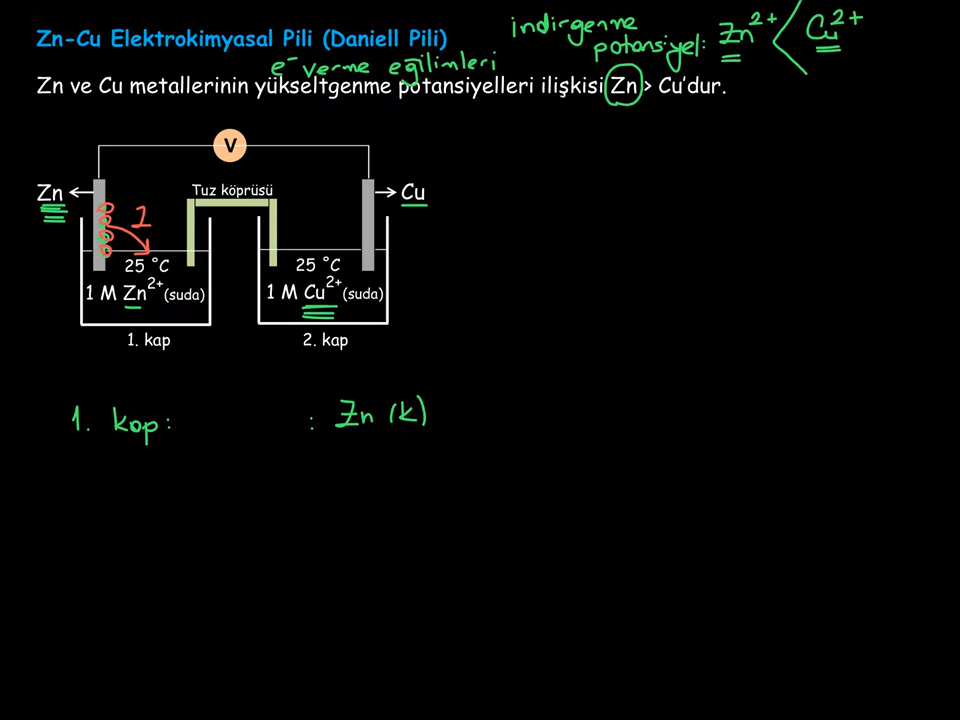 Zn-Cu Elektrokimyasal Pili (Daniell Pili)
indirgenme
potansiyel: Zn²⁺ < Cu²⁺
e⁻ verme eğilimleri
Zn ve Cu metallerinin yükseltgenme potansiyelleri ilişkisi Zn > Cu'dur.
V
Zn
Tuz köprüsü
Cu
25 °C
25 °C
1 M Zn²⁺(suda)
1 M Cu²⁺(suda)
1. kap
2. kap
1. kap: : Zn (k)